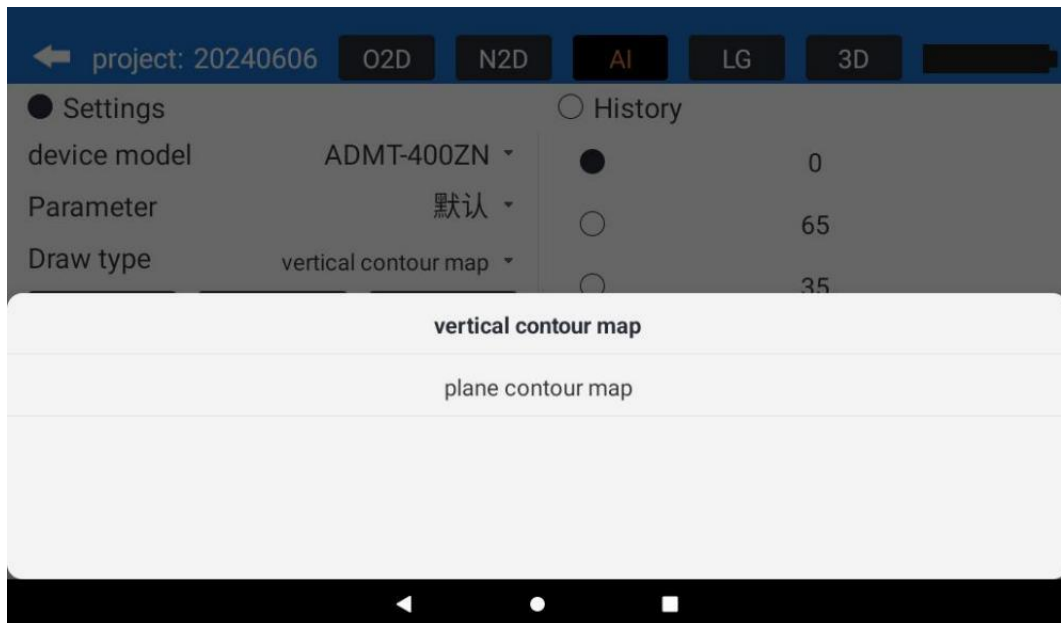 project: 20240606 O2D N2D AI LG 3D
Settings
History
device model ADMT-400ZN
0
Parameter 默认
65
Draw type vertical contour map
35
vertical contour map
plane contour map